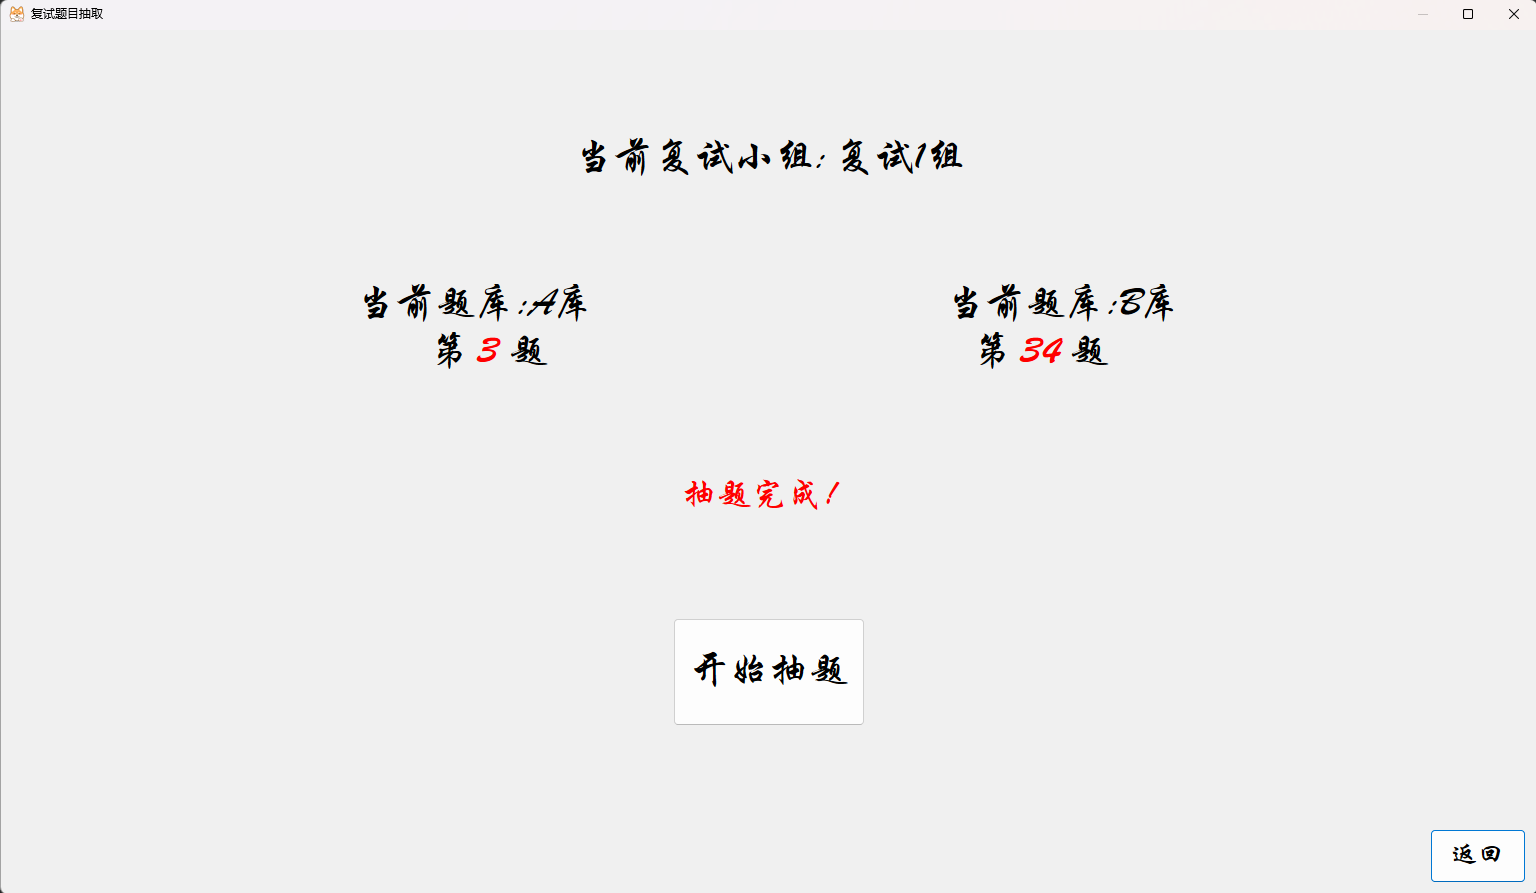 复试题目抽取
当前复试小组: 复试1组
当前题库:A库
第 3 题
当前题库:B库
第 34 题
抽题完成!
开始抽题
返回